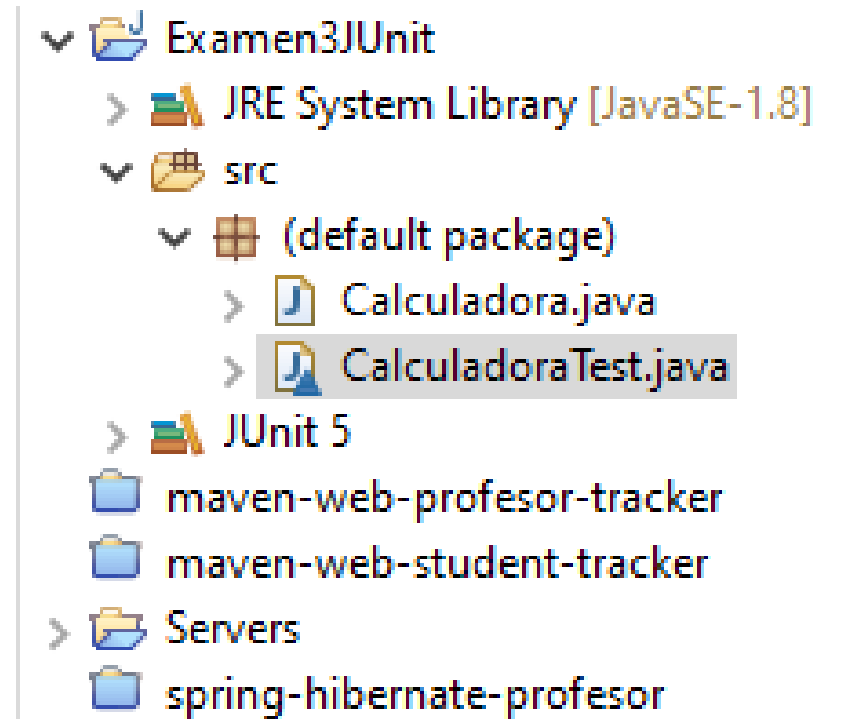 Examen3JUnit
JRE System Library [JavaSE-1.8]
src
(default package)
Calculadora.java
CalculadoraTest.java
JUnit 5
maven-web-profesor-tracker
maven-web-student-tracker
Servers
spring-hibernate-profesor